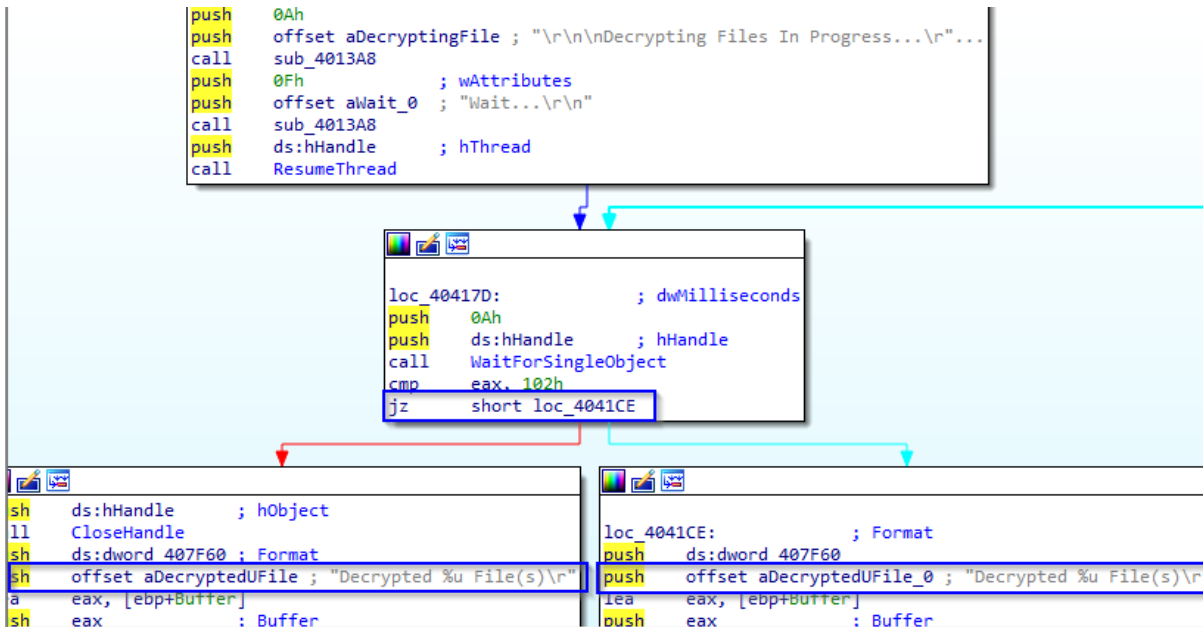 push 0Ah
push offset aDecryptingFile ; "\r\n\nDecrypting Files In Progress...\r"...
call sub_4013A8
push 0Fh ; wAttributes
push offset aWait_0 ; "Wait...\r\n"
call sub_4013A8
push ds:hHandle ; hThread
call ResumeThread
loc_40417D: ; dwMilliseconds
push 0Ah
push ds:hHandle ; hHandle
call WaitForSingleObject
cmp eax, 102h
jz short loc_4041CE
sh ds:hHandle ; hObject
ll CloseHandle
sh ds:dword_407F60 ; Format
sh offset aDecryptedUFile ; "Decrypted %u File(s)\r"
a eax, [ebp+Buffer]
sh eax ; Buffer
loc_4041CE: ; Format
push ds:dword_407F60
push offset aDecryptedUFile_0 ; "Decrypted %u File(s)\r
lea eax, [ebp+Buffer]
push eax ; Buffer